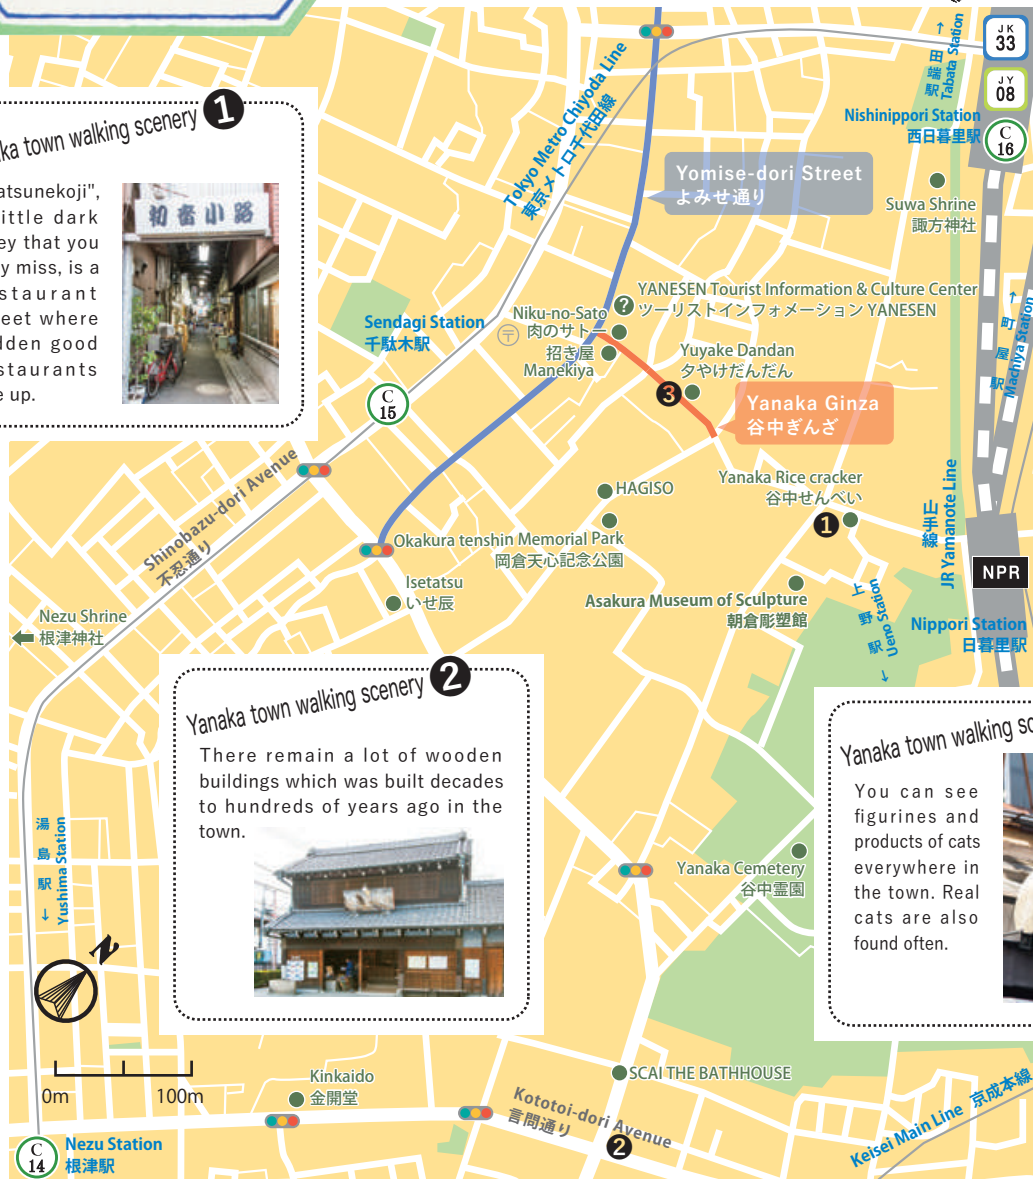 ↑ 田端駅
Tabata Station
JK
33
JY
08
C
16
Nishinippori Station
西日暮里駅
Tokyo Metro Chiyoda Line
東京メトロ千代田線
Yomise-dori Street
よみせ通り
Suwa Shrine
諏方神社
town walking scenery 1
初音小路
that you
miss, is a
where
good
up.
Sendagi Station
千駄木駅
C
15
〒
?
YANESEN Tourist Information & Culture Center
ツーリストインフォメーション YANESEN
Niku-no-Sato
肉のサトー
招き屋
Manekiya
Yuyake Dandan
夕やけだんだん
3
Yanaka Ginza
谷中ぎんざ
↑ 町屋駅
Machiya Station
Yanaka Rice cracker
谷中せんべい
1
HAGISO
Okakura tenshin Memorial Park
岡倉天心記念公園
Shinobazu-dori Avenue
不忍通り
Isetatsu
いせ辰
Asakura Museum of Sculpture
朝倉彫塑館
山手線
JR Yamanote Line
NPR
Nippori Station
日暮里駅
上野駅 ↓
Ueno Station
Nezu Shrine
根津神社
Yanaka town walking scenery 2
There remain a lot of wooden
buildings which was built decades
to hundreds of years ago in the
town.
Yanaka town walking
You can see
figurines and
products of cats
everywhere in
the town. Real
cats are also
found often.
Yanaka Cemetery
谷中霊園
湯島駅 ↓
Yushima Station
N
0m 100m
Kinkaido
金開堂
SCAI THE BATHHOUSE
Kototoi-dori Avenue
言問通り
2
Keisei Main Line 京成本線
C
14
Nezu Station
根津駅